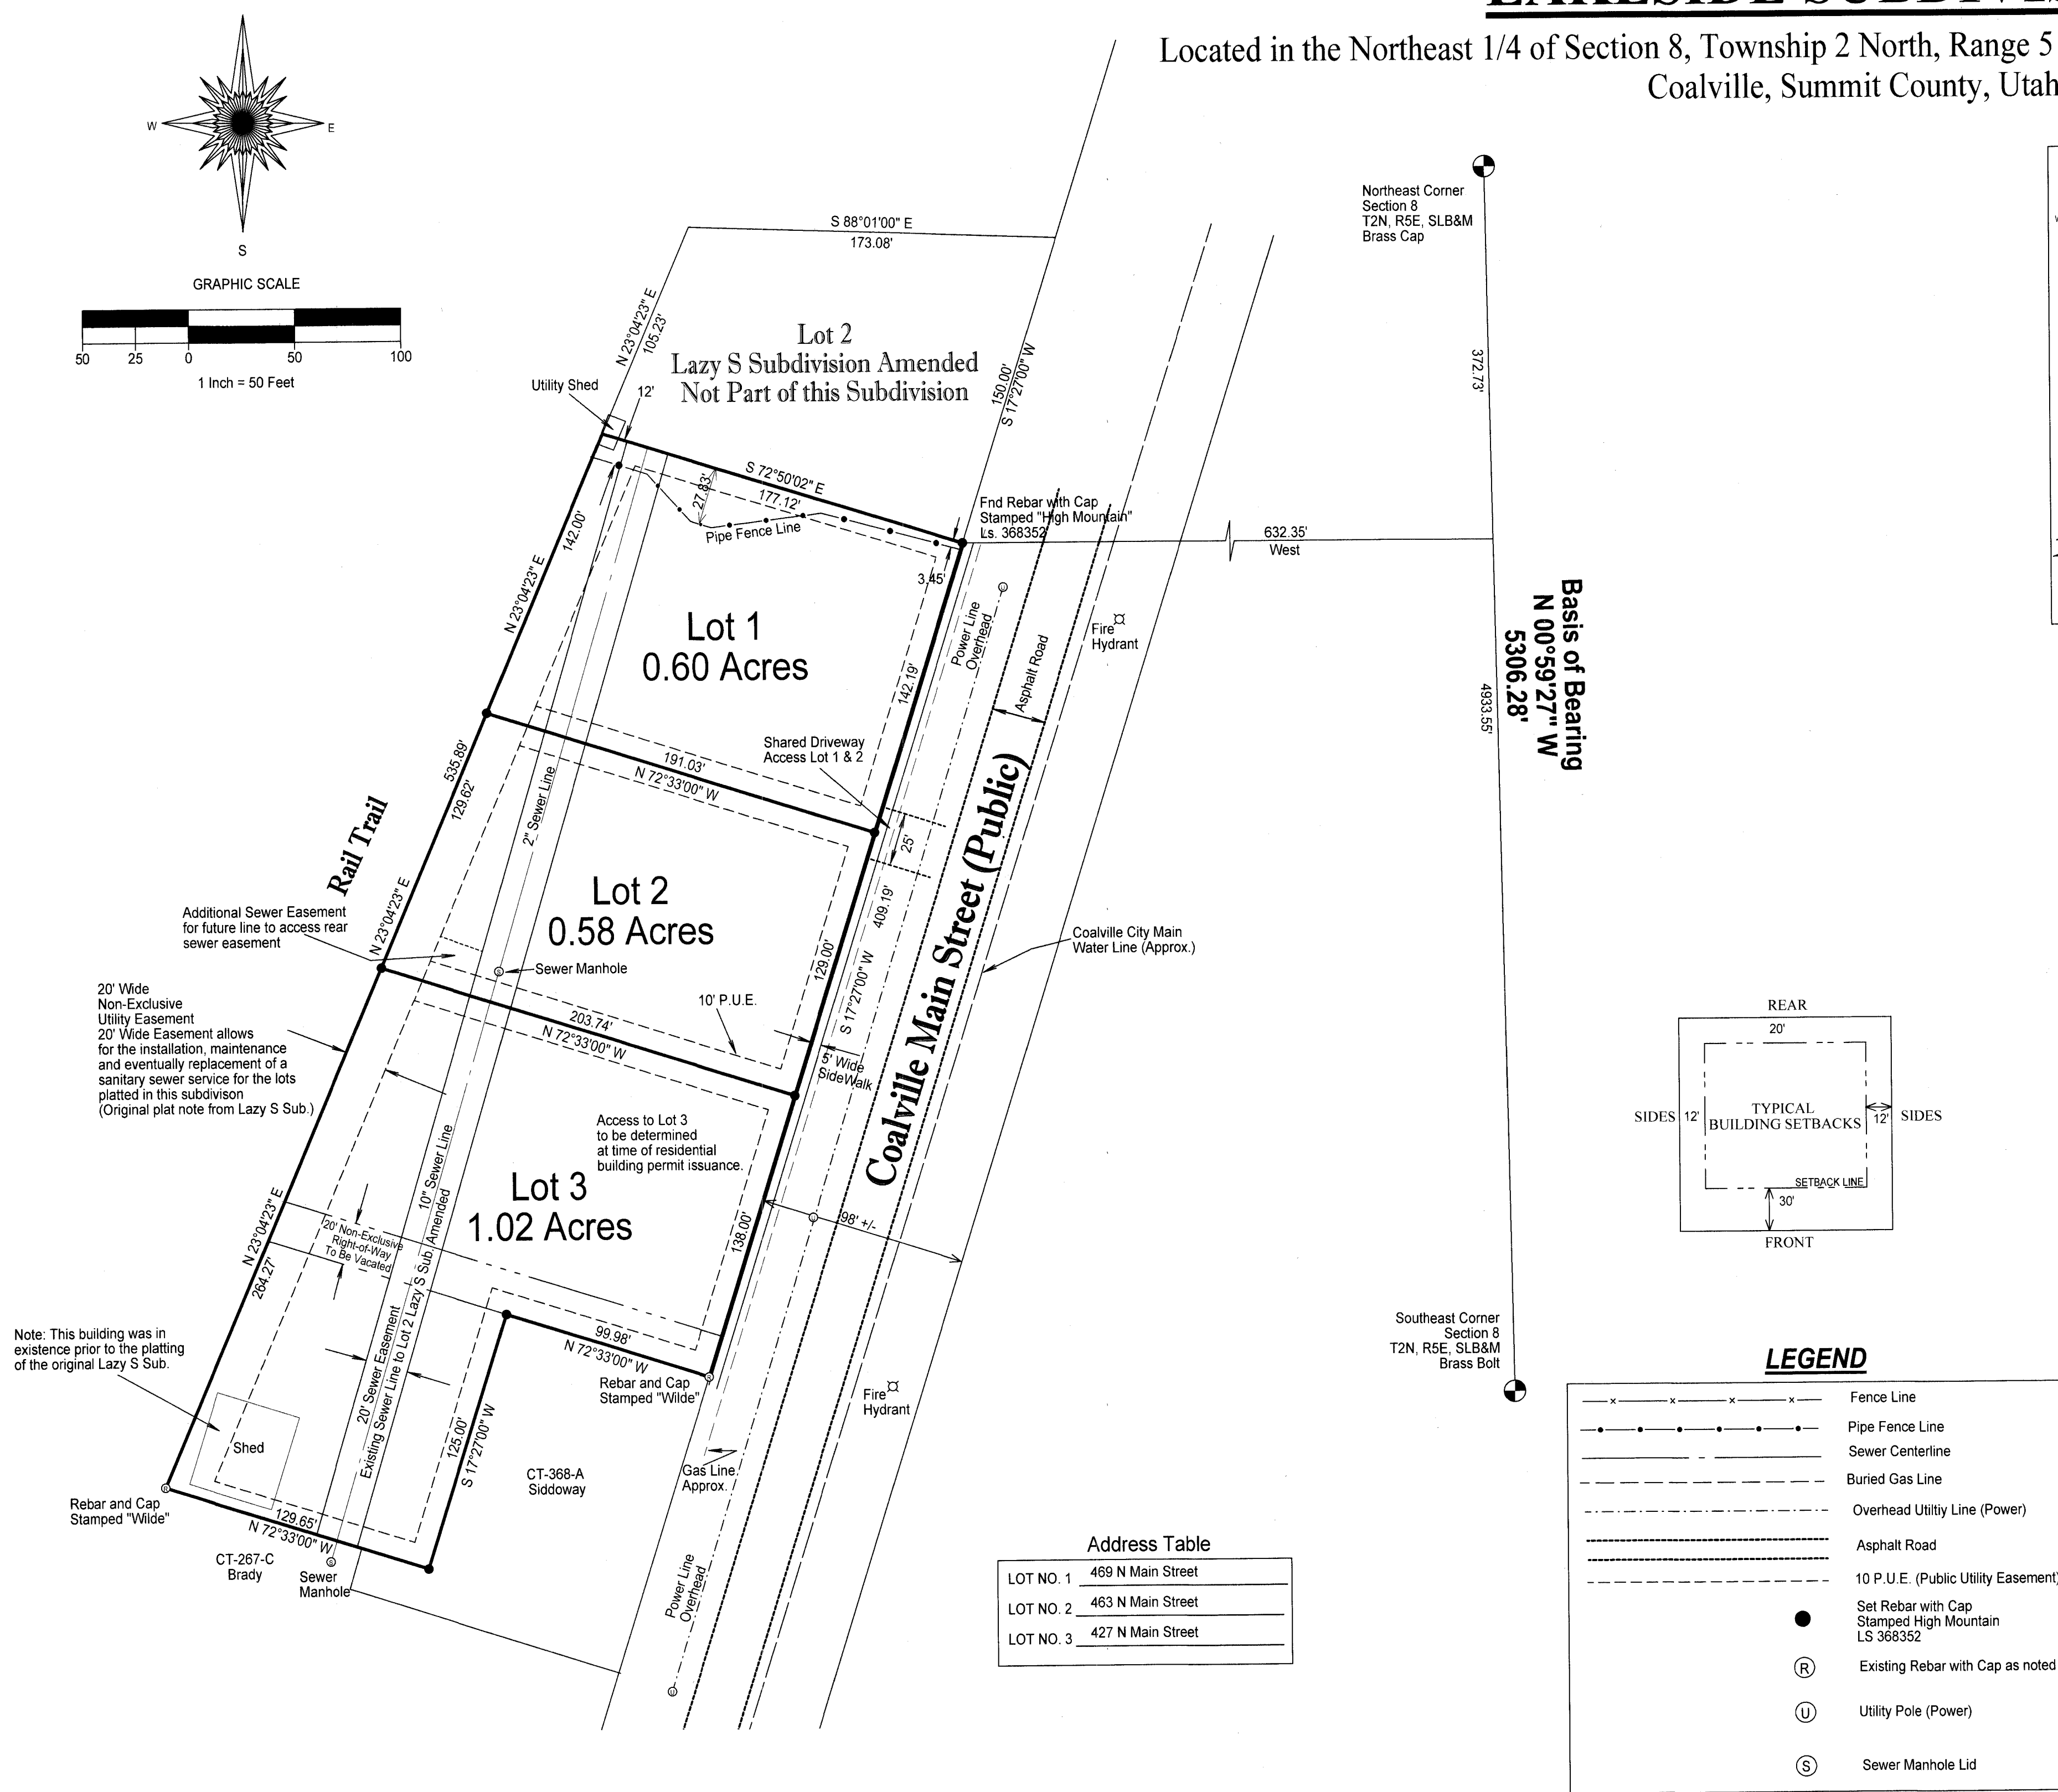 Located in the Northeast 1/4 of Section 8, Township 2 North, Range 5
Coalville, Summit County, Utah
W
E
S
GRAPHIC SCALE
50 25 0 50 100
1 Inch = 50 Feet
S 88°01'00" E
173.08'
N 23°04'23" E
105.23'
Lot 2
Lazy S Subdivision Amended
Not Part of this Subdivision
150.00'
S 17°27'00" W
Utility Shed
12'
Northeast Corner
Section 8
T2N, R5E, SLB&M
Brass Cap
372.73'
S 72°50'02" E
177.12'
27.83'
Pipe Fence Line
142.00'
N 23°04'23" E
Fnd Rebar with Cap
Stamped "High Mountain"
Ls. 368352
632.35'
West
3.45'
Lot 1
0.60 Acres
142.19'
Power Line
Overhead
Asphalt Road
Fire
Hydrant
Basis of Bearing
N 00°59'27" W
5306.28'
4933.55'
Shared Driveway
Access Lot 1 & 2
191.03'
N 72°33'00" W
535.89'
129.62'
2" Sewer Line
25'
Rail Trail
N 23°04'23" E
Lot 2
0.58 Acres
409.19'
S 17°27'00" W
129.00'
Coalville Main Street (Public)
Coalville City Main
Water Line (Approx.)
Additional Sewer Easement
for future line to access rear
sewer easement
Sewer Manhole
10' P.U.E.
203.74'
N 72°33'00" W
5' Wide
SideWalk
20' Wide
Non-Exclusive
Utility Easement
20' Wide Easement allows
for the installation, maintenance
and eventually replacement of a
sanitary sewer service for the lots
platted in this subdivison
(Original plat note from Lazy S Sub.)
Access to Lot 3
to be determined
at time of residential
building permit issuance.
10" Sewer Line
Lot 3
1.02 Acres
138.00'
98' +/-
N 23°04'23" E
264.27'
20' Non-Exclusive
Right-of-Way
To Be Vacated
20' Sewer Easement
Existing Sewer Line to Lot 2 Lazy S Sub. Amended
99.98'
N 72°33'00" W
Rebar and Cap
Stamped "Wilde"
R
Note: This building was in
existence prior to the platting
of the original Lazy S Sub.
Shed
125.00'
S 17°27'00" W
CT-368-A
Siddoway
Gas Line
Approx.
Fire
Hydrant
R
Rebar and Cap
Stamped "Wilde"
129.65'
N 72°33'00" W
CT-267-C
Brady
S
Sewer
Manhole
Power Line
Overhead
U
REAR
20'
SIDES 12'
TYPICAL
BUILDING SETBACKS
12' SIDES
SETBACK LINE
30'
FRONT
Southeast Corner
Section 8
T2N, R5E, SLB&M
Brass Bolt
Address Table
LOT NO. 1 469 N Main Street
LOT NO. 2 463 N Main Street
LOT NO. 3 427 N Main Street
LEGEND
Fence Line
Pipe Fence Line
Sewer Centerline
Buried Gas Line
Overhead Utiltiy Line (Power)
Asphalt Road
10 P.U.E. (Public Utility Easement)
Set Rebar with Cap
Stamped High Mountain
LS 368352
R Existing Rebar with Cap as noted
U Utility Pole (Power)
S Sewer Manhole Lid